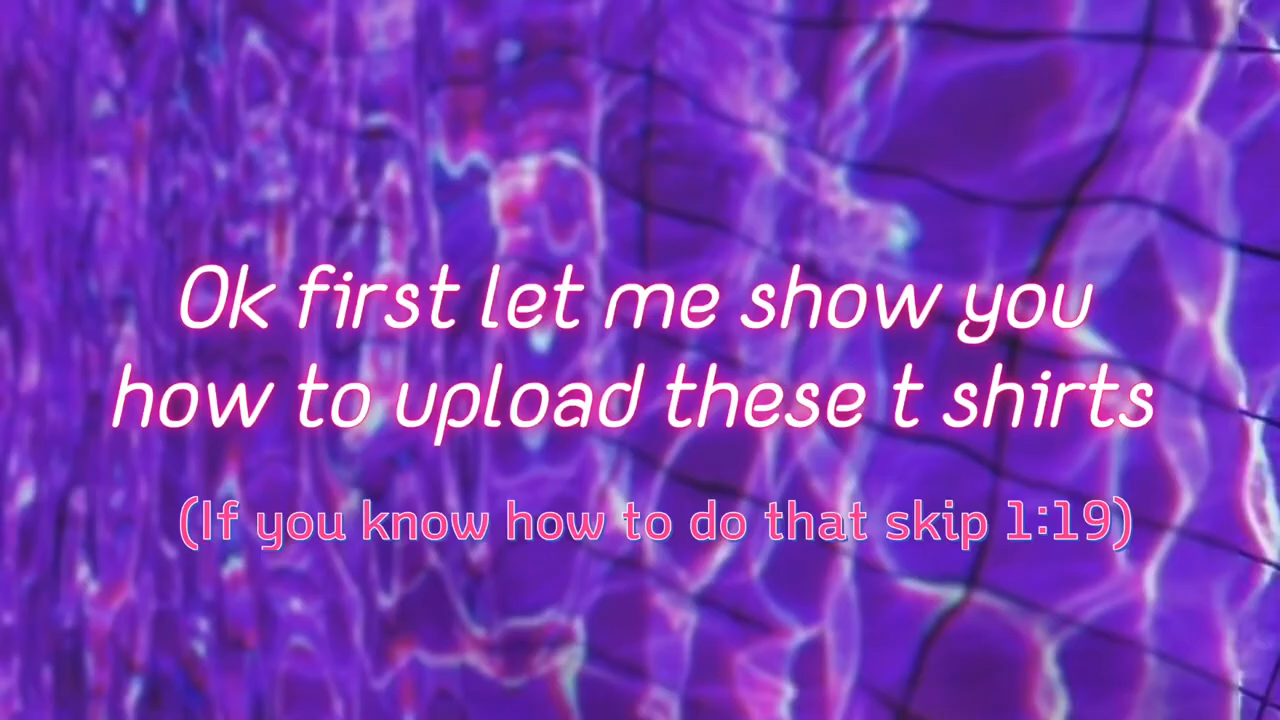 Ok first let me show you
how to upload these t shirts
(If you know how to do that skip 1:19)